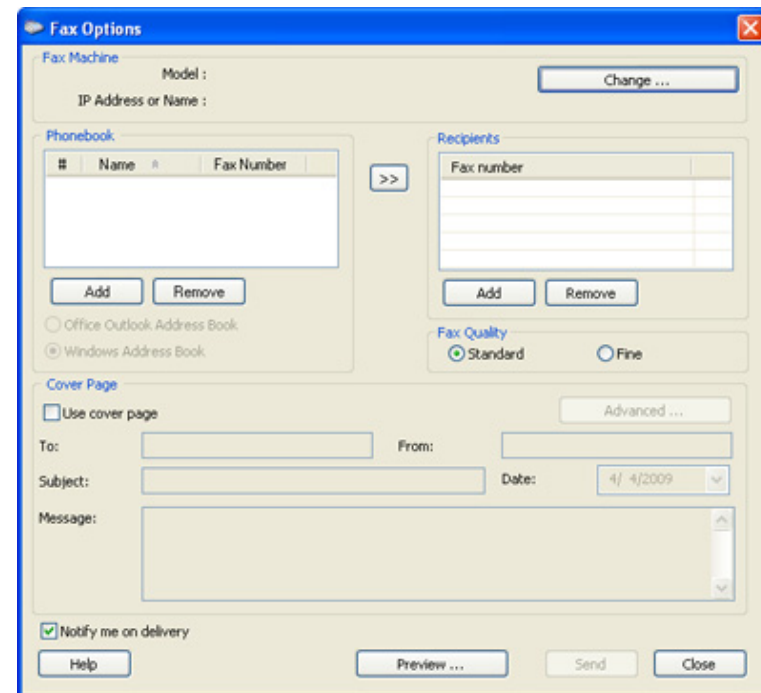 Fax Options
Fax Machine
Model :
Change ...
IP Address or Name :
Phonebook
# Name Fax Number
>>
Recipients
Fax number
Add Remove
Add Remove
Office Outlook Address Book
Windows Address Book
Fax Quality
Standard Fine
Cover Page
Use cover page
Advanced ...
To:
From:
Subject:
Date: 4/ 4/2009
Message:
Notify me on delivery
Help Preview ... Send Close